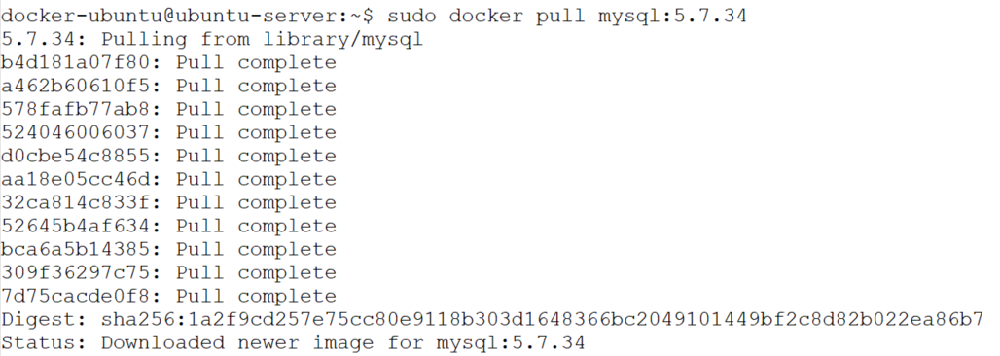 docker-ubuntu@ubuntu-server:~$ sudo docker pull mysql:5.7.34
5.7.34: Pulling from library/mysql
b4d181a07f80: Pull complete
a462b60610f5: Pull complete
578fafb77ab8: Pull complete
524046006037: Pull complete
d0cbe54c8855: Pull complete
aa18e05cc46d: Pull complete
32ca814c833f: Pull complete
52645b4af634: Pull complete
bca6a5b14385: Pull complete
309f36297c75: Pull complete
7d75cacde0f8: Pull complete
Digest: sha256:1a2f9cd257e75cc80e9118b303d1648366bc2049101449bf2c8d82b022ea86b7
Status: Downloaded newer image for mysql:5.7.34